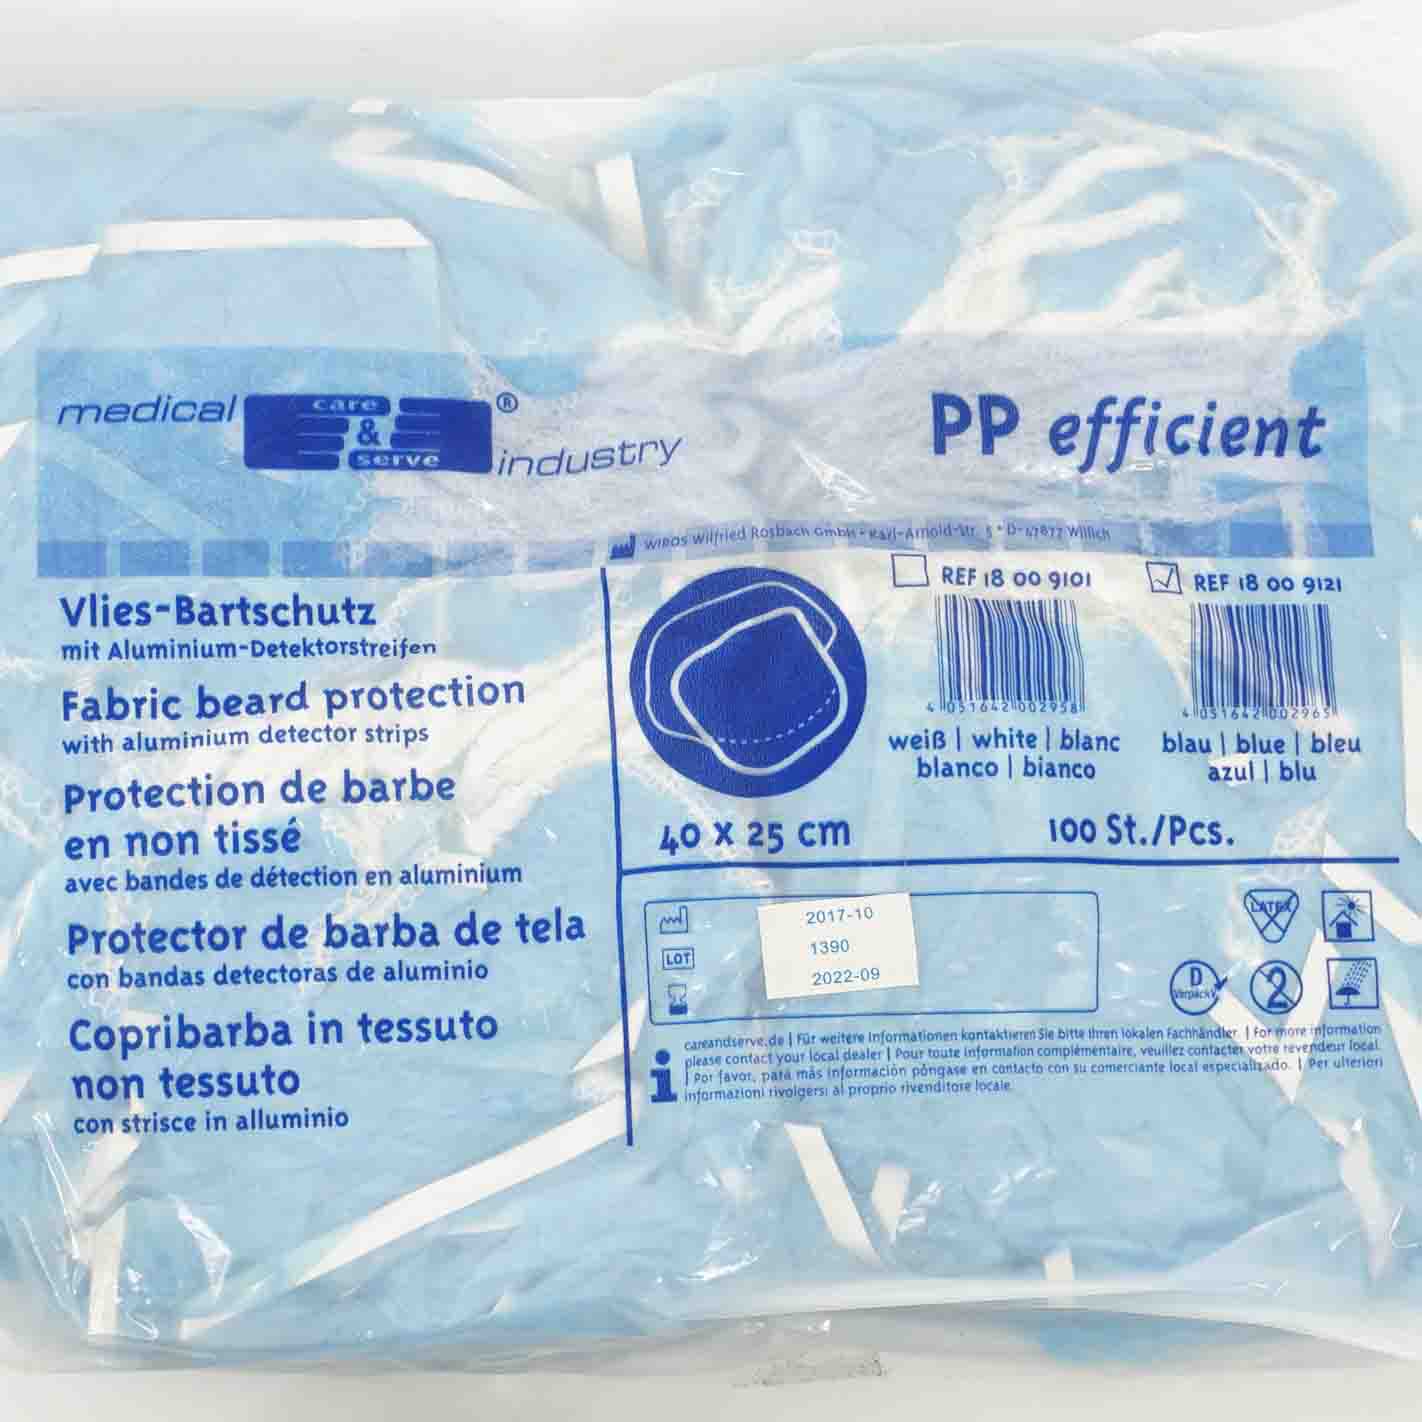 medical care & serve ® industry
PP efficient
WIROS Wilfried Rosbach GmbH • Karl-Arnold-Str. 5 • D-47877 Willich
Vlies-Bartschutz
mit Aluminium-Detektorstreifen
Fabric beard protection
with aluminium detector strips
Protection de barbe
en non tissé
avec bandes de détection en aluminium
Protector de barba de tela
con bandas detectoras de aluminio
Copribarba in tessuto
non tessuto
con strisce in alluminio
REF 18 00 9101
4 051642 002958
weiß | white | blanc
blanco | bianco
REF 18 00 9121
4 051642 002965
blau | blue | bleu
azul | blu
40 x 25 cm
100 St./Pcs.
2017-10
LOT 1390
2022-09
LATEX
D
VerpackV
2
careandserve.de | Für weitere Informationen kontaktieren Sie bitte Ihren lokalen Fachhändler. | For more information
please contact your local dealer | Pour toute information complémentaire, veuillez contacter votre revendeur local.
| Por favor, para más información póngase en contacto con su comerciante local especializado. | Per ulteriori
informazioni rivolgersi al proprio rivenditore locale.